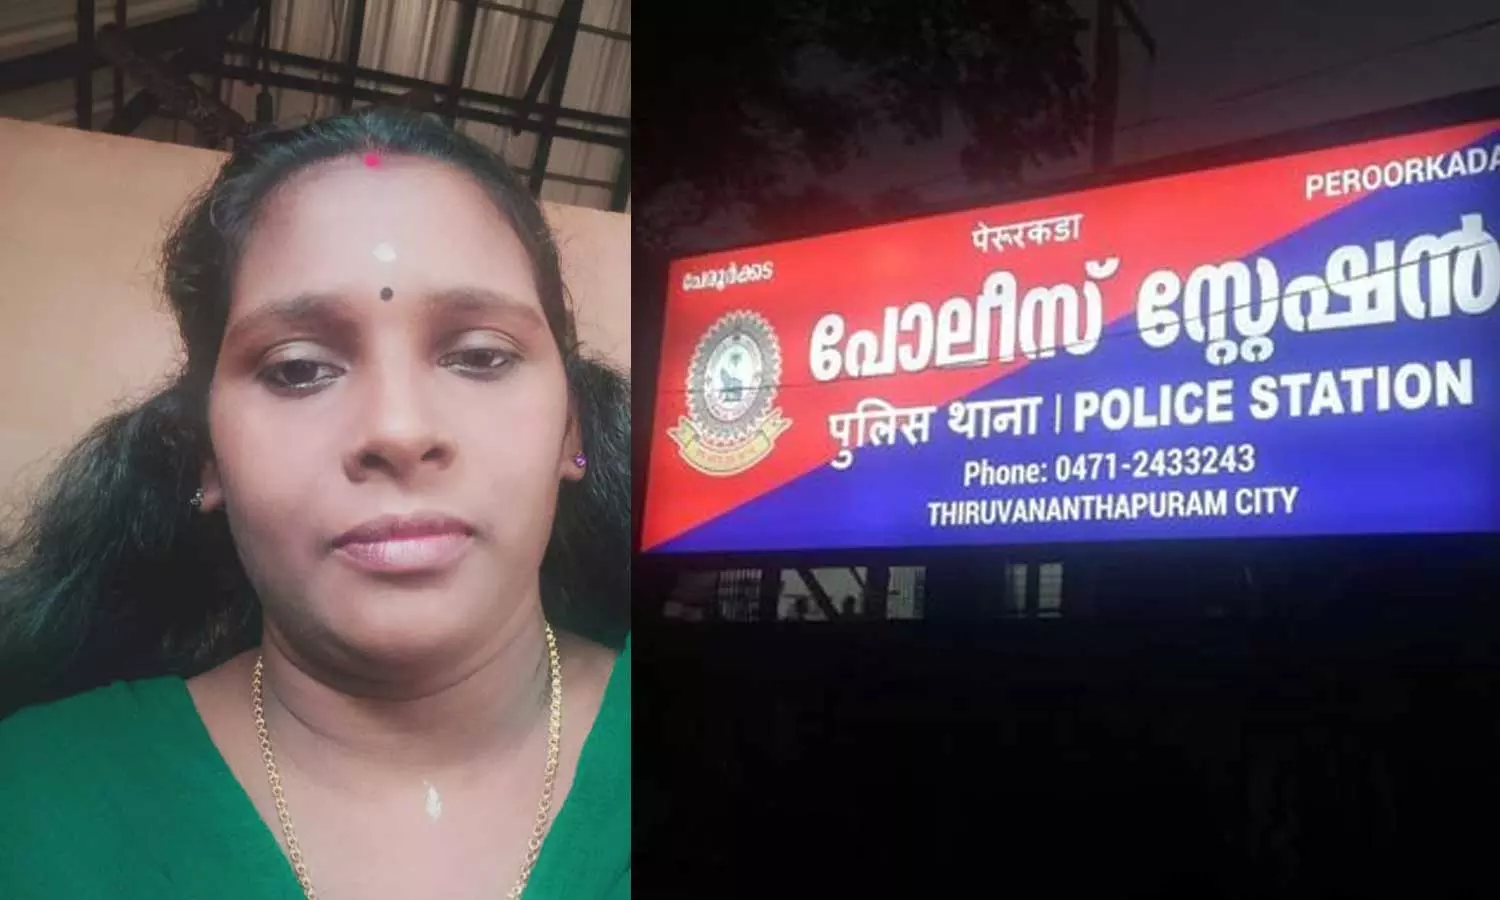 PEROORKADA
पेरूरकडा
പേരൂർക്കട
പോലീസ് സ്റ്റേഷൻ
पुलिस थाना | POLICE STATION
Phone: 0471-2433243
THIRUVANANTHAPURAM CITY